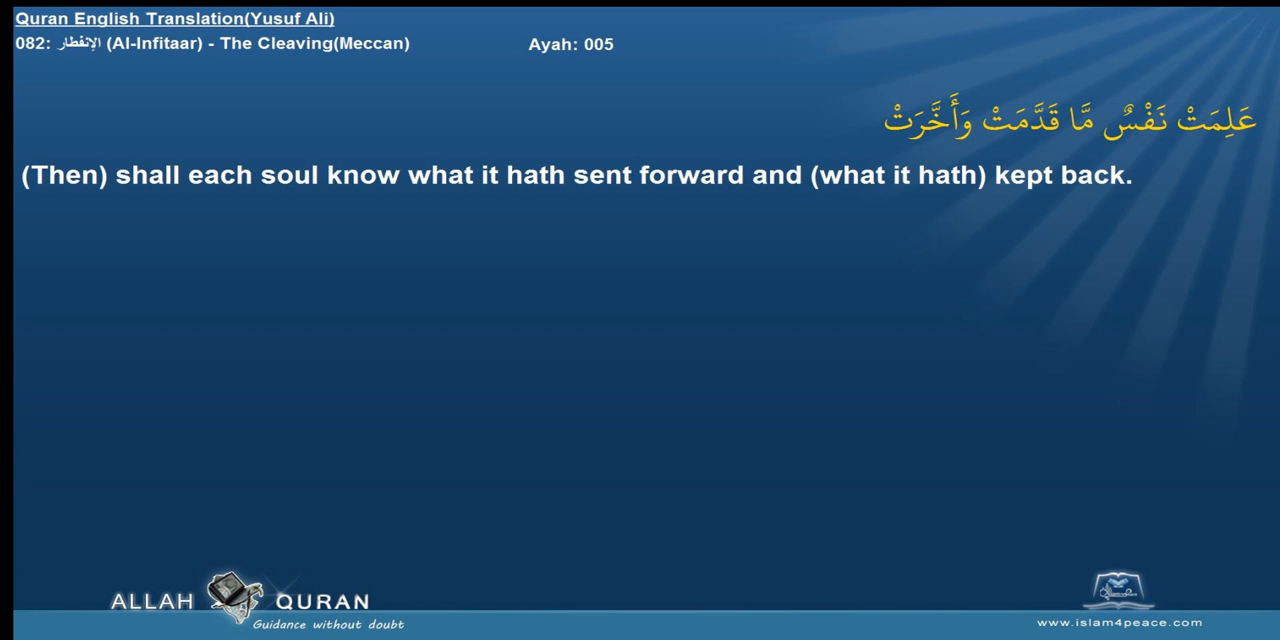 Quran English Translation(Yusuf Ali)
082: الإنفطار (Al-Infitaar) - The Cleaving(Meccan) Ayah: 005
عَلِمَتْ نَفْسٌ مَّا قَدَّمَتْ وَأَخَّرَتْ
(Then) shall each soul know what it hath sent forward and (what it hath) kept back.
ALLAH QURAN
Guidance without doubt
www.islam4peace.com